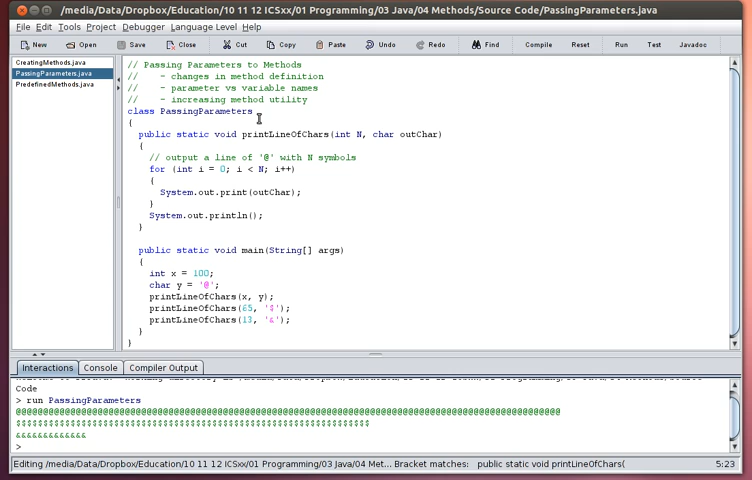 /media/Data/Dropbox/Education/10 11 12 ICSxx/01 Programming/03 Java/04 Methods/Source Code/PassingParameters.java
File Edit Tools Project Debugger Language Level Help
New Open Save Close Cut Copy Paste Undo Redo Find Compile Reset Run Test Javadoc
CreatingMethods.java
PassingParameters.java
PredefinedMethods.java
// Passing Parameters to Methods
//    - changes in method definition
//    - parameter vs variable names
//    - increasing method utility
class PassingParameters
{
  public static void printLineOfChars(int N, char outChar)
  {
    // output a line of '@' with N symbols
    for (int i = 0; i < N; i++)
    {
      System.out.print(outChar);
    }
    System.out.println();
  }
  public static void main(String[] args)
  {
    int x = 100;
    char y = '@';
    printLineOfChars(x, y);
    printLineOfChars(65, '$');
    printLineOfChars(13, '&');
  }
}
Interactions Console Compiler Output
Code
> run PassingParameters
@@@@@@@@@@@@@@@@@@@@@@@@@@@@@@@@@@@@@@@@@@@@@@@@@@@@@@@@@@@@@@@@@@@@@@@@@@@@@@@@@@@@@@@@@@@@@@@@@@@@
$$$$$$$$$$$$$$$$$$$$$$$$$$$$$$$$$$$$$$$$$$$$$$$$$$$$$$$$$$$$$$$$$
&&&&&&&&&&&&&
>
Editing /media/Data/Dropbox/Education/10 11 12 ICSxx/01 Programming/03 Java/04 Met... Bracket matches: public static void printLineOfChars( 5:23